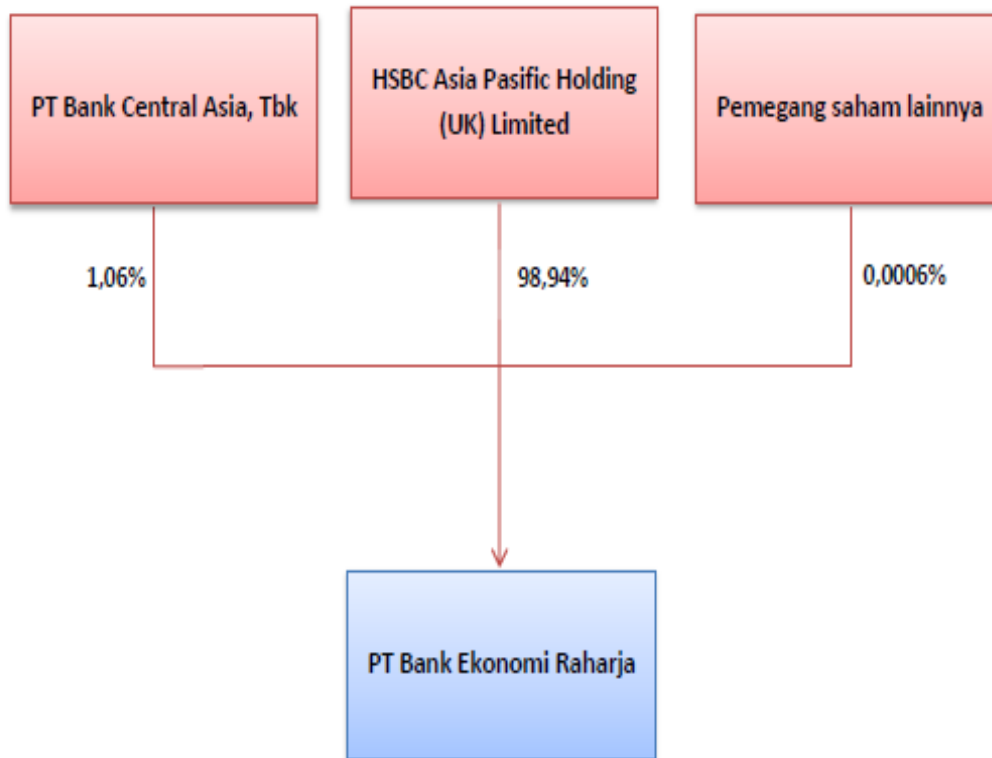 PT Bank Central Asia, Tbk
HSBC Asia Pasific Holding
(UK) Limited
Pemegang saham lainnya
1,06%
98,94%
0,0006%
PT Bank Ekonomi Raharja